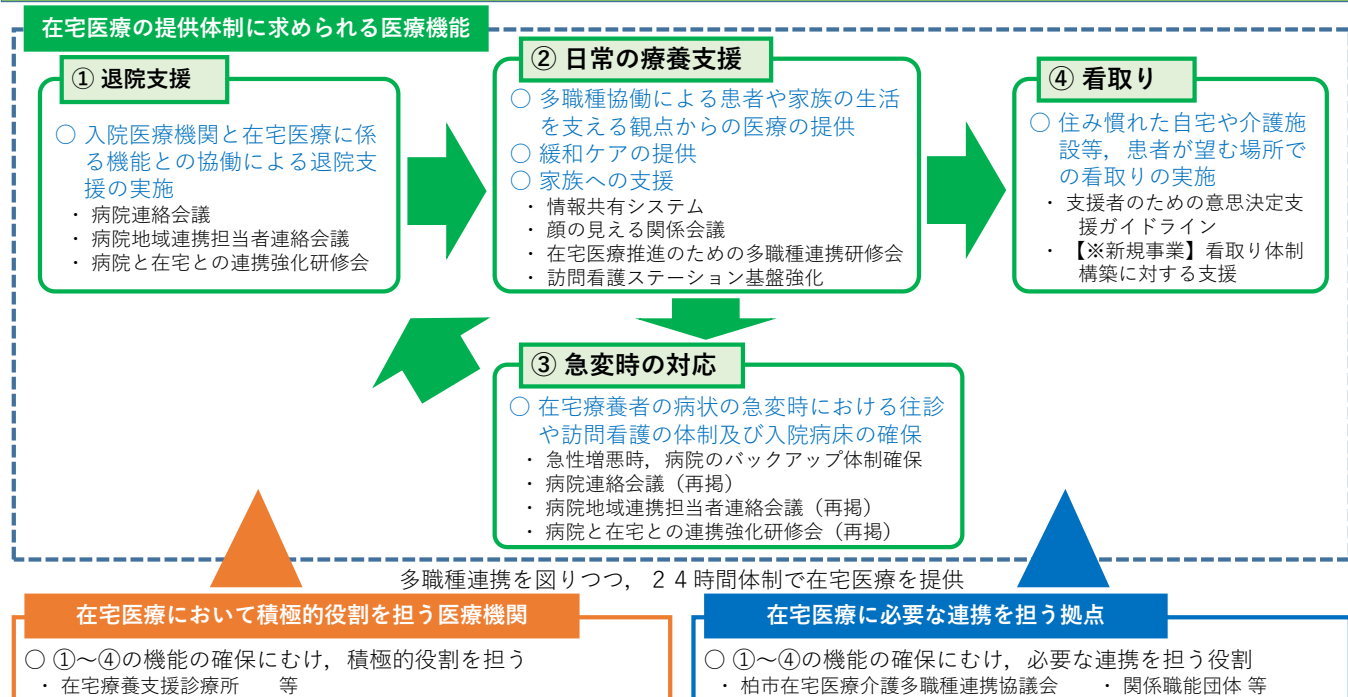 在宅医療の提供体制に求められる医療機能
① 退院支援
○ 入院医療機関と在宅医療に係
る機能との協働による退院支
援の実施
・ 病院連絡会議
・ 病院地域連携担当者連絡会議
・ 病院と在宅との連携強化研修会
② 日常の療養支援
○ 多職種協働による患者や家族の生活
を支える観点からの医療の提供
○ 緩和ケアの提供
○ 家族への支援
・ 情報共有システム
・ 顔の見える関係会議
・ 在宅医療推進のための多職種連携研修会
・ 訪問看護ステーション基盤強化
④ 看取り
○ 住み慣れた自宅や介護施
設等，患者が望む場所で
の看取りの実施
・ 支援者のための意思決定支
援ガイドライン
・ 【※新規事業】看取り体制
構築に対する支援
③ 急変時の対応
○ 在宅療養者の病状の急変時における往診
や訪問看護の体制及び入院病床の確保
・ 急性増悪時，病院のバックアップ体制確保
・ 病院連絡会議（再掲）
・ 病院地域連携担当者連絡会議（再掲）
・ 病院と在宅との連携強化研修会（再掲）
多職種連携を図りつつ，２４時間体制で在宅医療を提供
在宅医療において積極的役割を担う医療機関
○ ①～④の機能の確保にむけ，積極的役割を担う
・ 在宅療養支援診療所　　等
在宅医療に必要な連携を担う拠点
○ ①～④の機能の確保にむけ，必要な連携を担う役割
・ 柏市在宅医療介護多職種連携協議会　　・ 関係職能団体 等